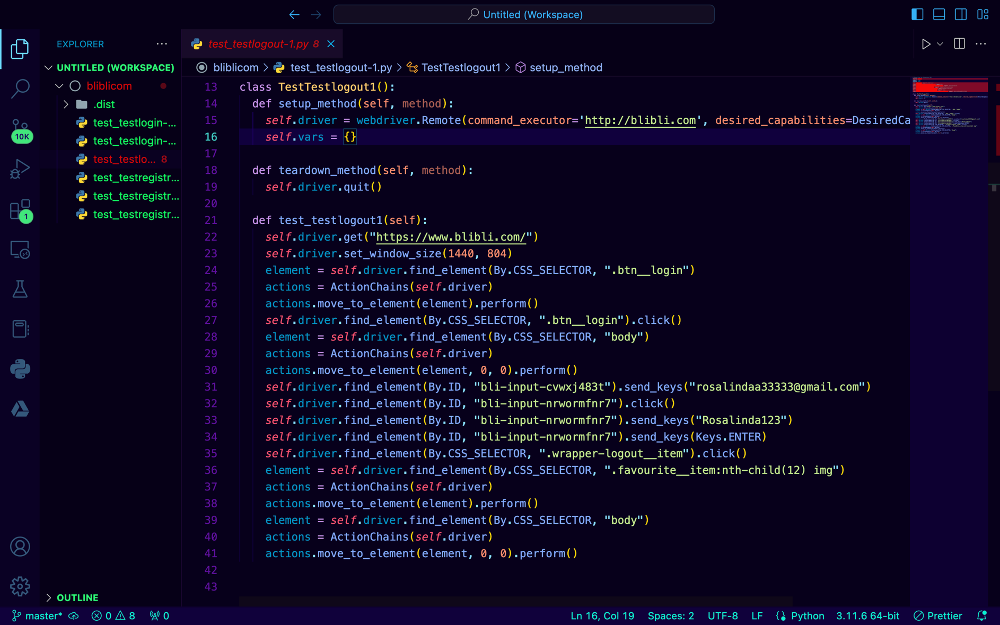 Untitled (Workspace)
EXPLORER
test_testlogout-1.py 8
UNTITLED (WORKSPACE)
bliblicom
.dist
test_testlogin-...
test_testlogin-...
test_testlo... 8
test_testregistr...
test_testregistr...
test_testregistr...
10K
1
OUTLINE
bliblicom > test_testlogout-1.py > TestTestlogout1 > setup_method
13 class TestTestlogout1():
14 def setup_method(self, method):
15 self.driver = webdriver.Remote(command_executor='http://blibli.com', desired_capabilities=DesiredCa
16 self.vars = {}
17
18 def teardown_method(self, method):
19 self.driver.quit()
20
21 def test_testlogout1(self):
22 self.driver.get("https://www.blibli.com/")
23 self.driver.set_window_size(1440, 804)
24 element = self.driver.find_element(By.CSS_SELECTOR, ".btn__login")
25 actions = ActionChains(self.driver)
26 actions.move_to_element(element).perform()
27 self.driver.find_element(By.CSS_SELECTOR, ".btn__login").click()
28 element = self.driver.find_element(By.CSS_SELECTOR, "body")
29 actions = ActionChains(self.driver)
30 actions.move_to_element(element, 0, 0).perform()
31 self.driver.find_element(By.ID, "bli-input-cvwxj483t").send_keys("rosalindaa33333@gmail.com")
32 self.driver.find_element(By.ID, "bli-input-nrwormfnr7").click()
33 self.driver.find_element(By.ID, "bli-input-nrwormfnr7").send_keys("Rosalinda123")
34 self.driver.find_element(By.ID, "bli-input-nrwormfnr7").send_keys(Keys.ENTER)
35 self.driver.find_element(By.CSS_SELECTOR, ".wrapper-logout__item").click()
36 element = self.driver.find_element(By.CSS_SELECTOR, ".favourite__item:nth-child(12) img")
37 actions = ActionChains(self.driver)
38 actions.move_to_element(element).perform()
39 element = self.driver.find_element(By.CSS_SELECTOR, "body")
40 actions = ActionChains(self.driver)
41 actions.move_to_element(element, 0, 0).perform()
42
43
master* 0 8 0 Ln 16, Col 19 Spaces: 2 UTF-8 LF Python 3.11.6 64-bit Prettier